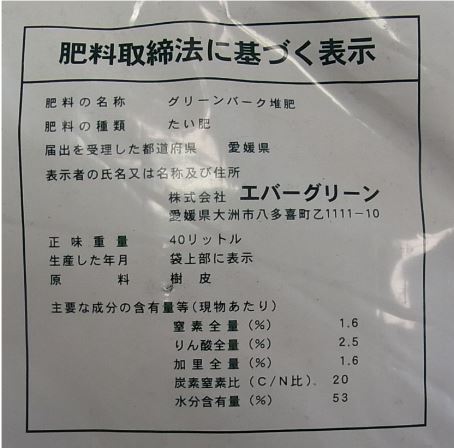 肥料取締法に基づく表示
肥料の名称 グリーンバーク堆肥
肥料の種類 たい肥
届出を受理した都道府県 愛媛県
表示者の氏名又は名称及び住所
株式会社 エバーグリーン
愛媛県大洲市八多喜町乙1111-10
正味重量 40リットル
生産した年月 袋上部に表示
原料 樹皮
主要な成分の含有量等(現物あたり)
窒素全量(%) 1.6
りん酸全量(%) 2.5
加里全量(%) 1.6
炭素窒素比(C/N比). 20
水分含有量(%) 53